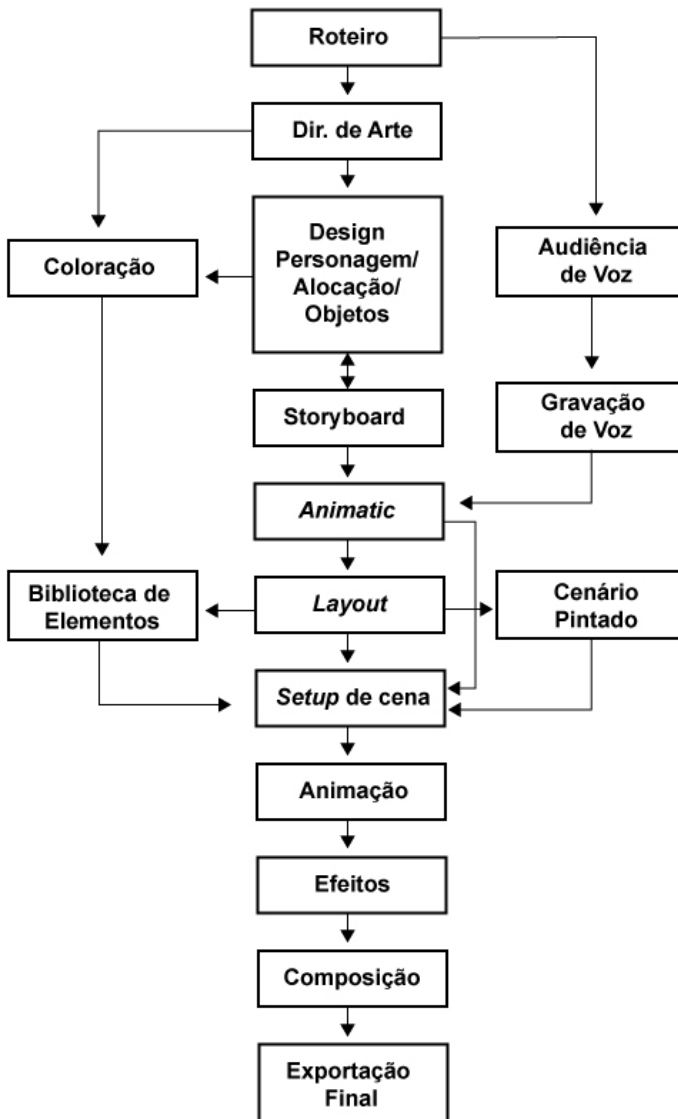 Roteiro
Dir. de Arte
Design
Personagem/
Alocação/
Objetos
Coloração
Audiência
de Voz
Storyboard
Gravação
de Voz
Animatic
Biblioteca de
Elementos
Layout
Cenário
Pintado
Setup de cena
Animação
Efeitos
Composição
Exportação
Final